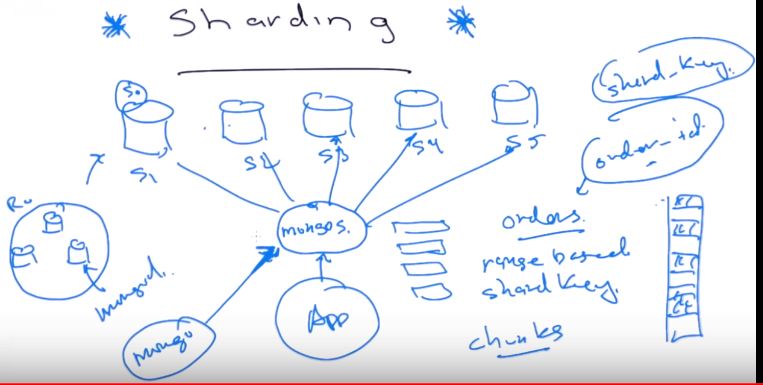 * Sharding *
shard_key.
S1
S2
S3
S4
S5
order_id
mongos.
orders.
range based
shard key.
mongod.
App
mongo
chunks